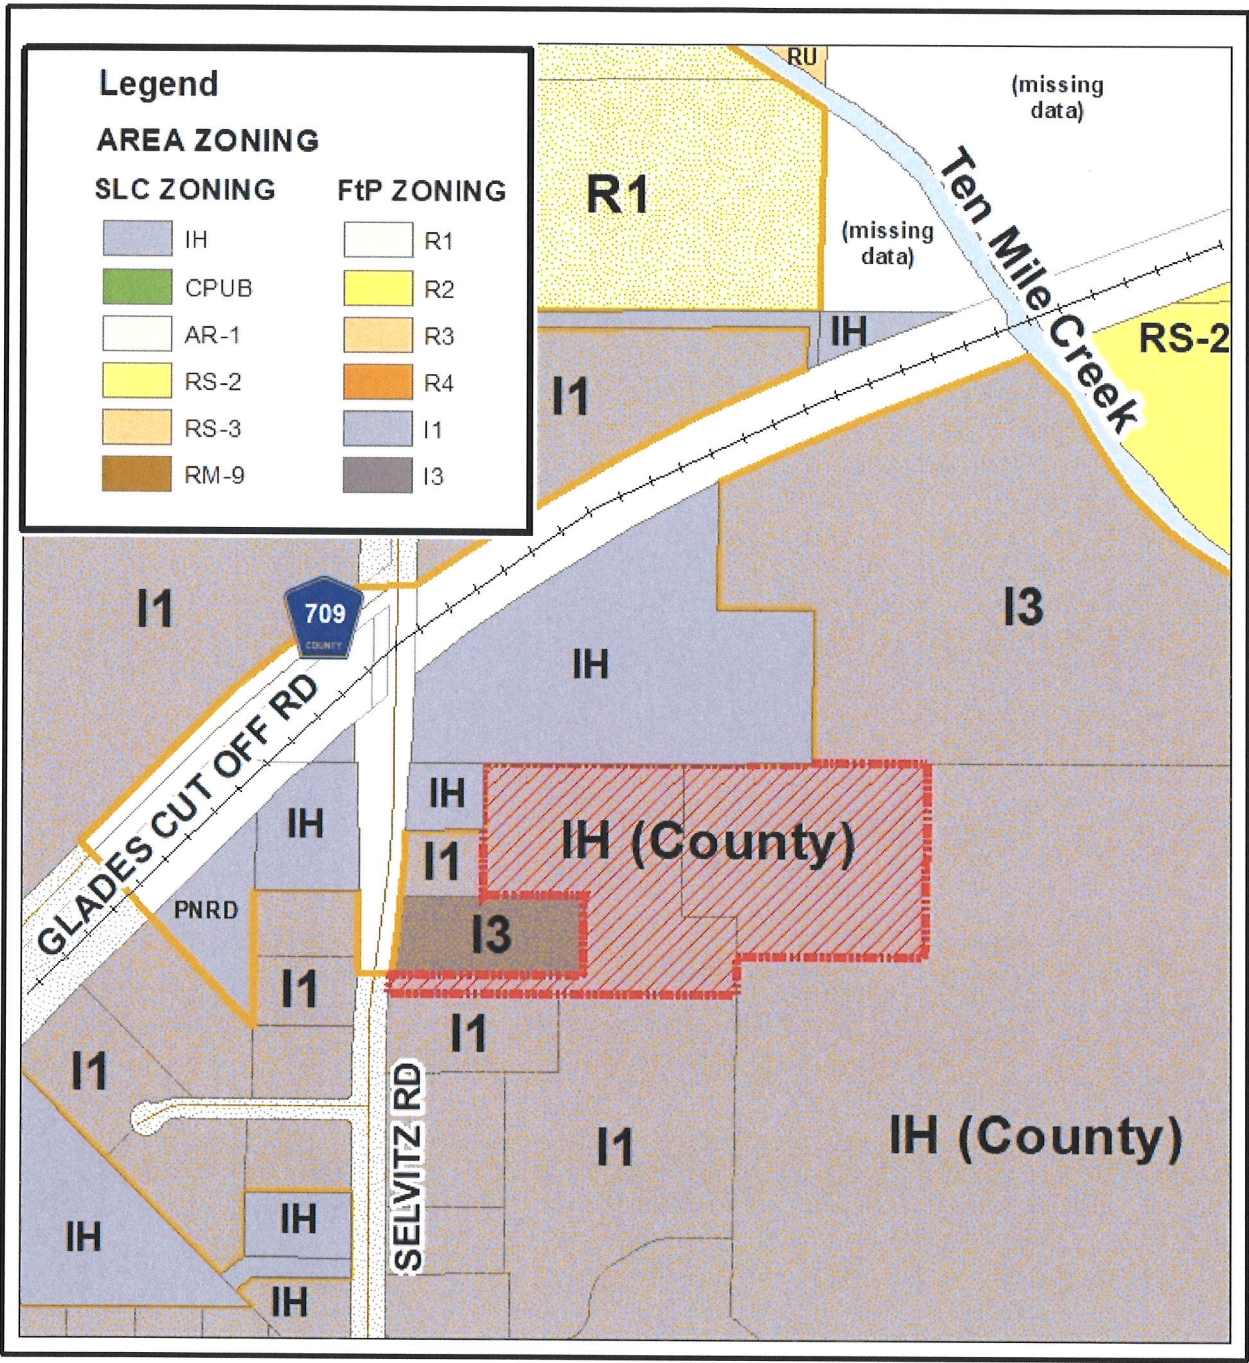 Legend
AREA ZONING
SLC ZONING
FtP ZONING
IH
R1
CPUB
R2
AR-1
R3
RS-2
R4
RS-3
I1
RM-9
I3
RU
(missing
data)
R1
(missing
data)
Ten Mile Creek
IH
RS-2
I1
I1
709
COUNTY
I3
IH
GLADES CUT OFF RD
IH
IH
IH (County)
I1
PNRD
I3
I1
I1
I1
SELVITZ RD
I1
IH (County)
IH
IH
IH